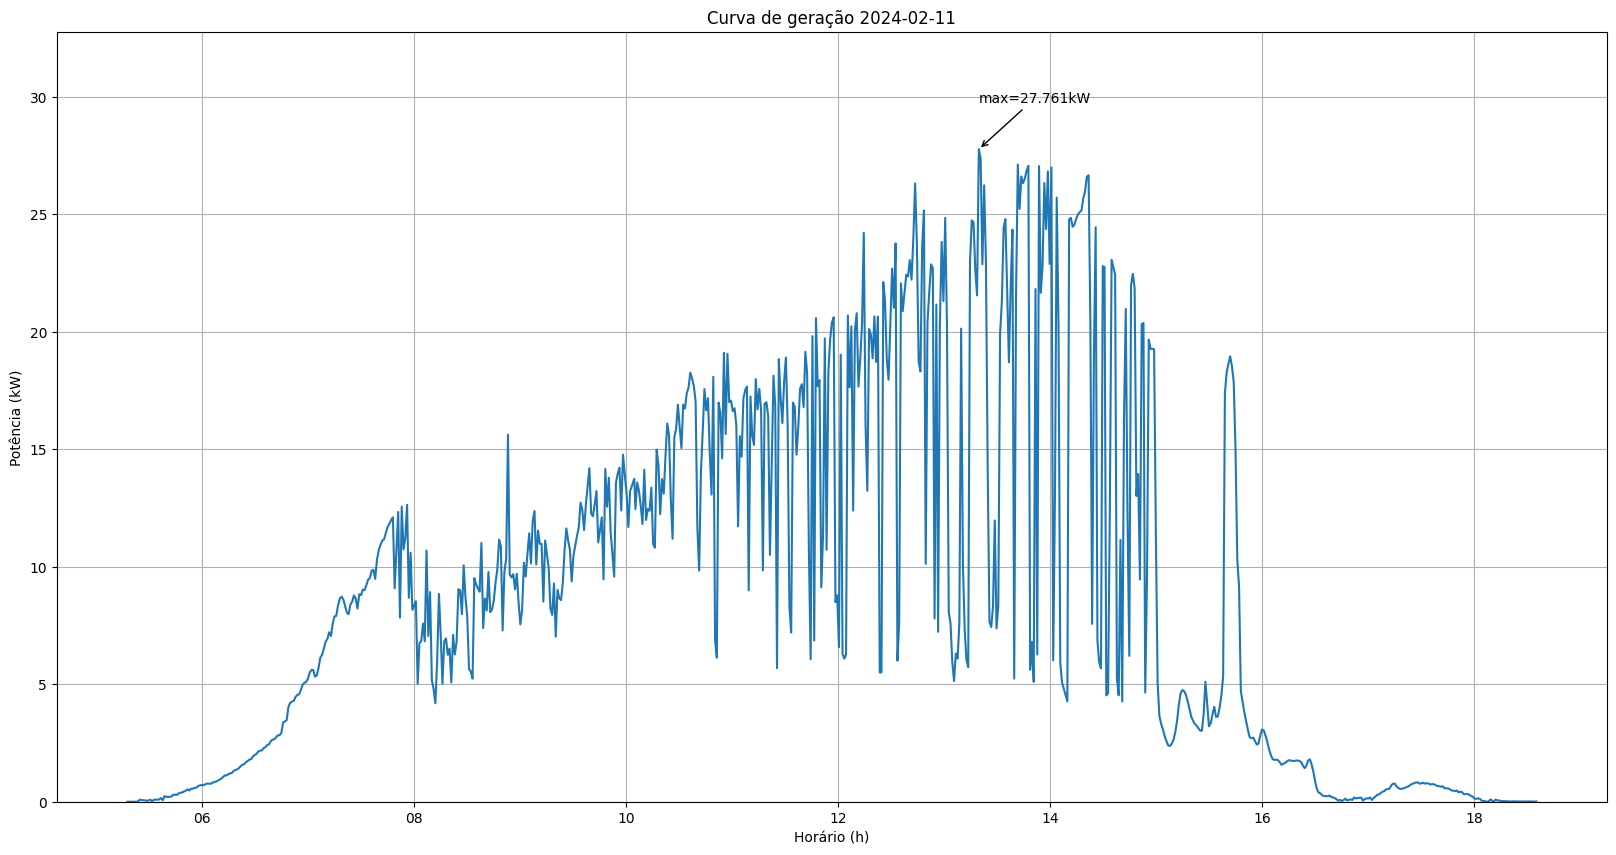 Curva de geração 2024-02-11
max=27.761kW
Potência (kW)
30
25
20
15
10
5
0
06 08 10 12 14 16 18
Horário (h)